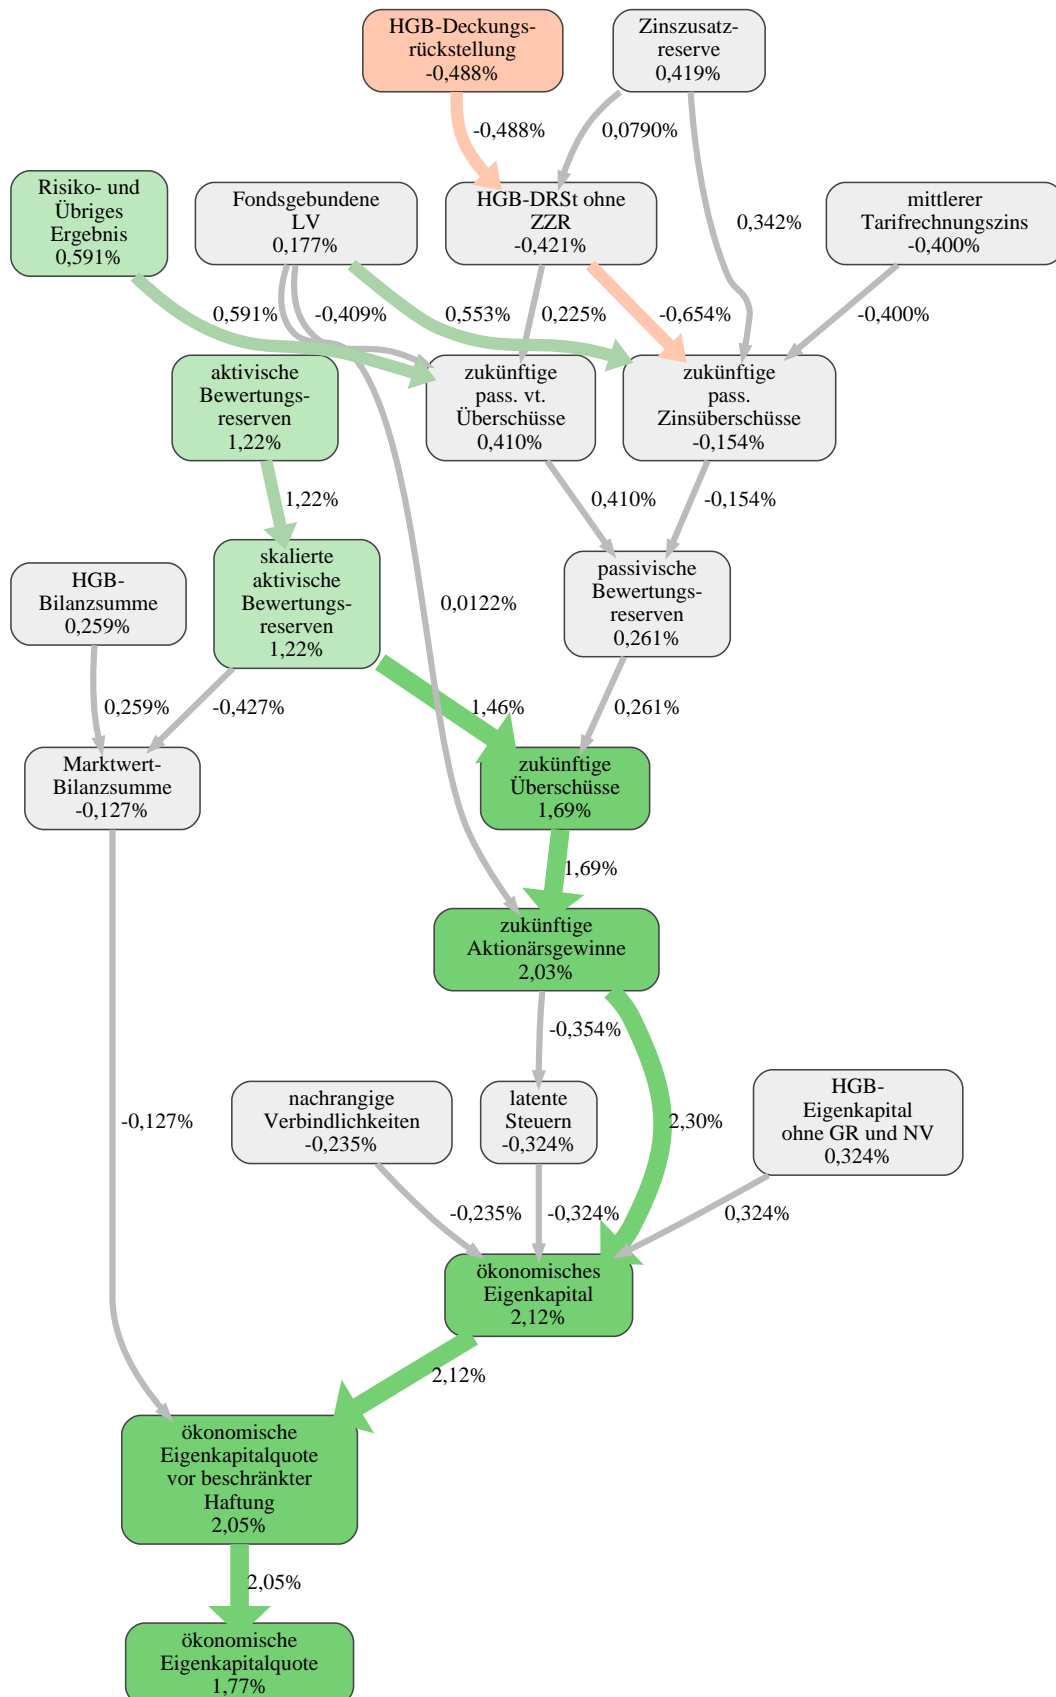 HGB-Deckungs-
rückstellung
-0,488%
Zinszusatz-
reserve
0,419%
-0,488%
0,0790%
Risiko- und
Übriges
Ergebnis
0,591%
Fondsgebundene
LV
0,177%
HGB-DRSt ohne
ZZR
-0,421%
0,342%
mittlerer
Tarifrechnungszins
-0,400%
0,591%
-0,409%
0,553%
0,225%
-0,654%
-0,400%
aktivische
Bewertungs-
reserven
1,22%
zukünftige
pass. vt.
Überschüsse
0,410%
zukünftige
pass.
Zinsüberschüsse
-0,154%
1,22%
0,410%
-0,154%
HGB-
Bilanzsumme
0,259%
skalierte
aktivische
Bewertungs-
reserven
1,22%
0,0122%
passivische
Bewertungs-
reserven
0,261%
0,259%
-0,427%
1,46%
0,261%
Marktwert-
Bilanzsumme
-0,127%
zukünftige
Überschüsse
1,69%
1,69%
zukünftige
Aktionärsgewinne
2,03%
-0,354%
-0,127%
nachrangige
Verbindlichkeiten
-0,235%
latente
Steuern
-0,324%
2,30%
HGB-
Eigenkapital
ohne GR und NV
0,324%
-0,235%
-0,324%
0,324%
ökonomisches
Eigenkapital
2,12%
2,12%
ökonomische
Eigenkapitalquote
vor beschränkter
Haftung
2,05%
2,05%
ökonomische
Eigenkapitalquote
1,77%